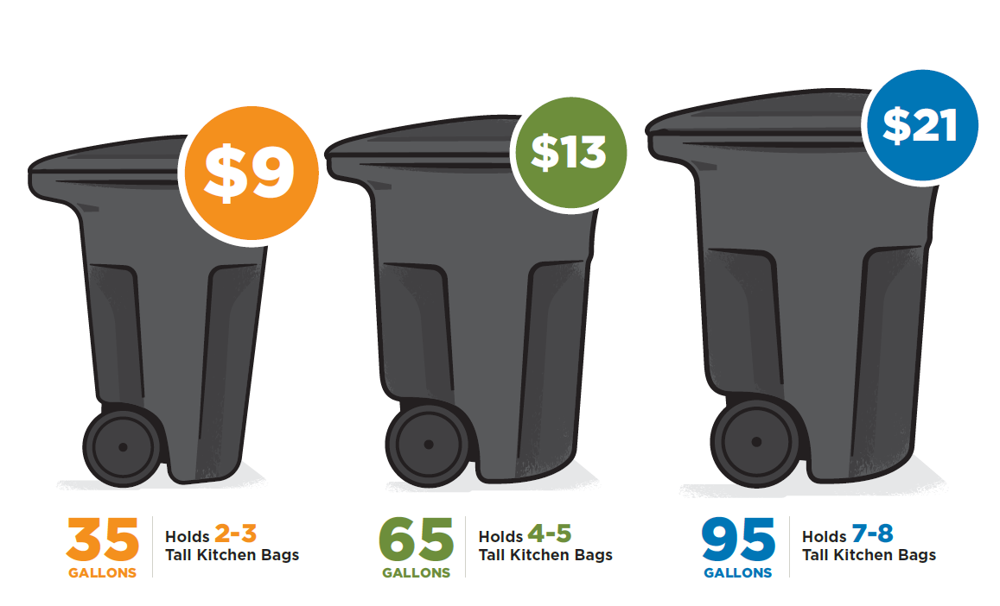 $9
$13
$21
35
GALLONS
Holds 2-3
Tall Kitchen Bags
65
GALLONS
Holds 4-5
Tall Kitchen Bags
95
GALLONS
Holds 7-8
Tall Kitchen Bags